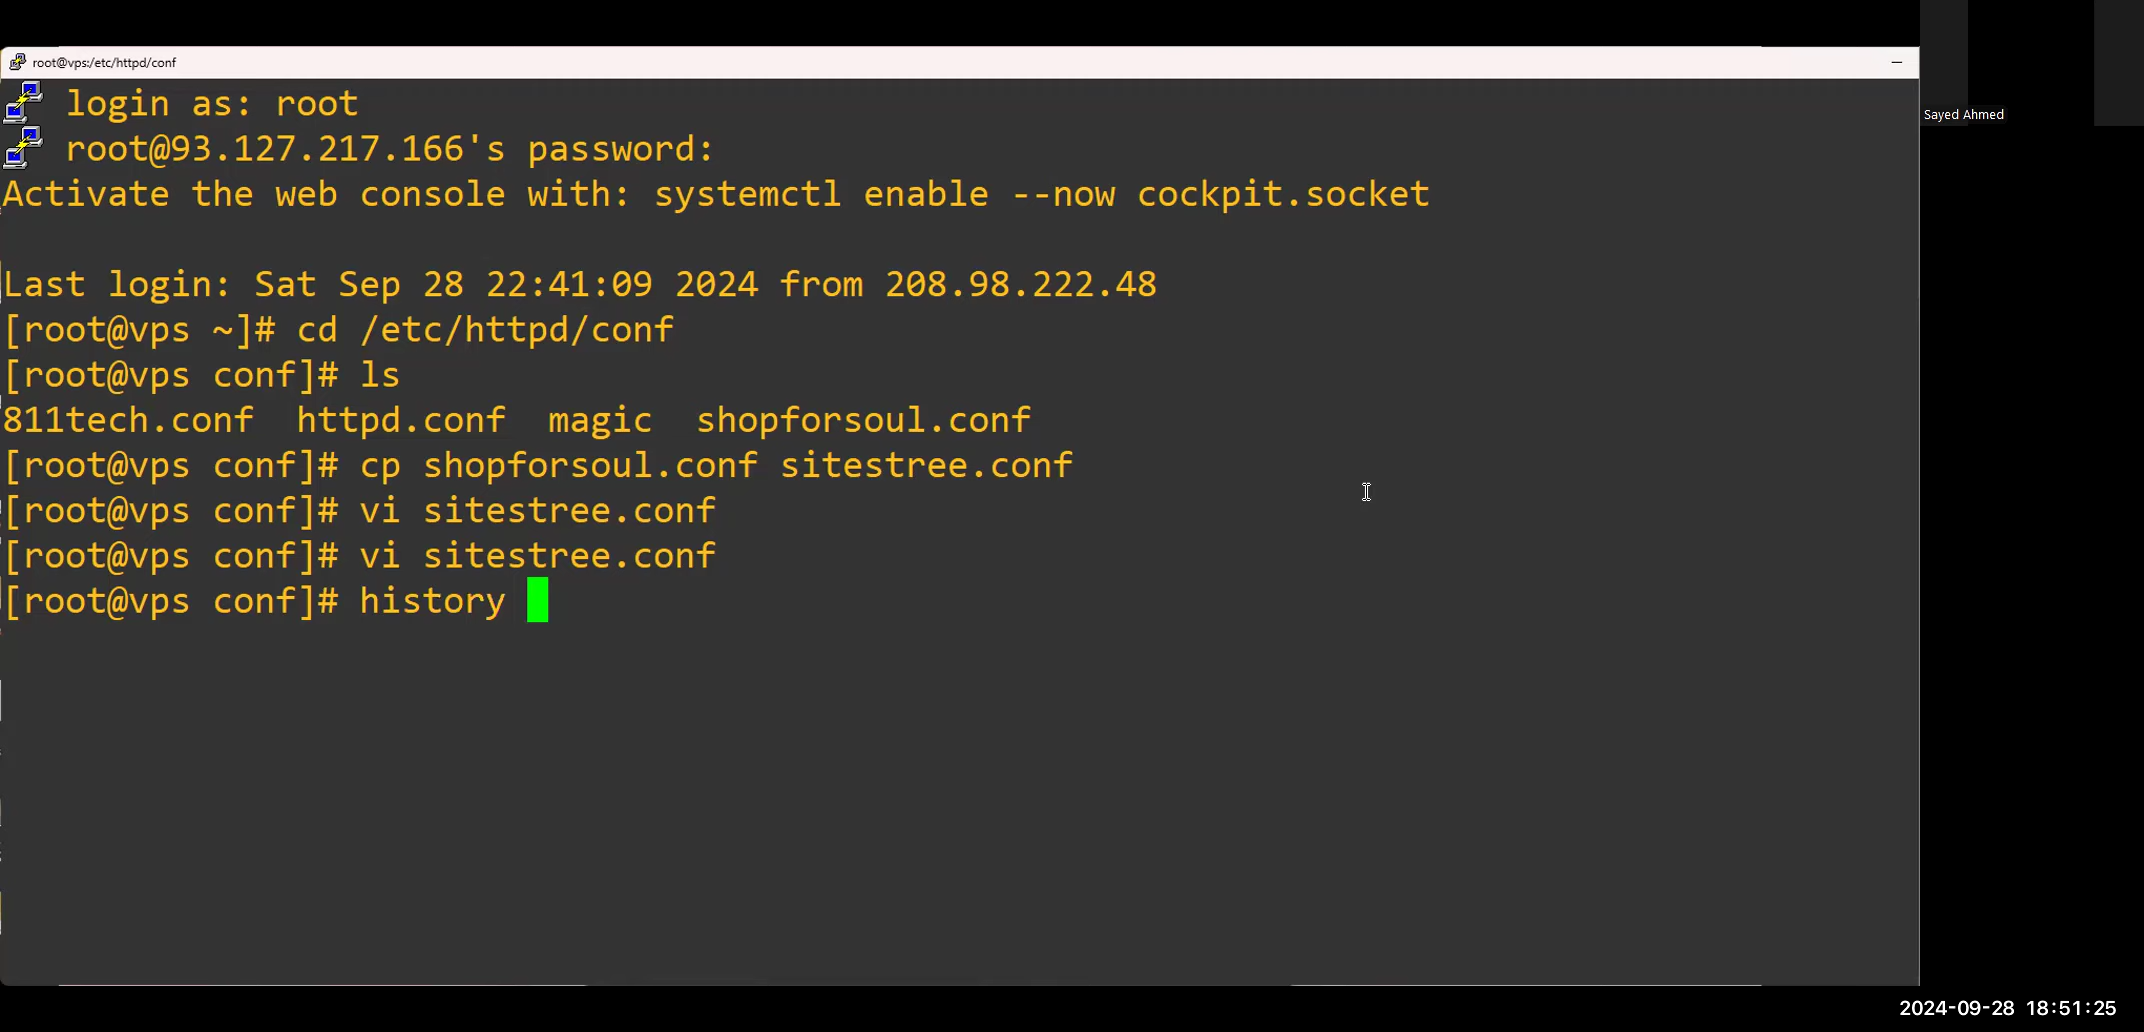 root@vps:/etc/httpd/conf
login as: root
root@93.127.217.166's password:
Activate the web console with: systemctl enable --now cockpit.socket
Last login: Sat Sep 28 22:41:09 2024 from 208.98.222.48
[root@vps ~]# cd /etc/httpd/conf
[root@vps conf]# ls
811tech.conf  httpd.conf  magic  shopforsoul.conf
[root@vps conf]# cp shopforsoul.conf sitestree.conf
[root@vps conf]# vi sitestree.conf
[root@vps conf]# vi sitestree.conf
[root@vps conf]# history
Sayed Ahmed
2024-09-28 18:51:25